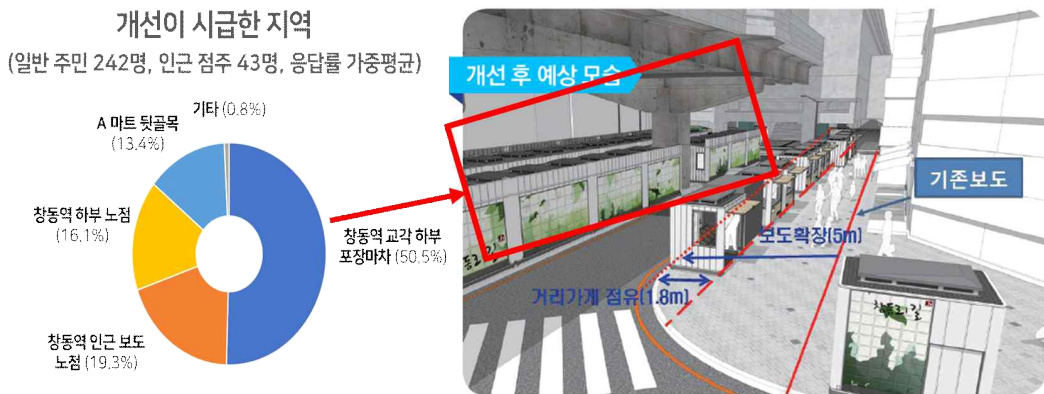 개선이 시급한 지역
(일반 주민 242명, 인근 점주 43명, 응답률 가중평균)
기타 (0.8%)
A 마트 뒷골목
(13.4%)
창동역 하부 노점
(16.1%)
창동역 인근 보도
노점 (19.3%)
창동역 교각 하부
포장마차 (50.5%)
개선 후 예상 모습
기존보도
보도확장(5m)
거리가게 점유(1.8m)